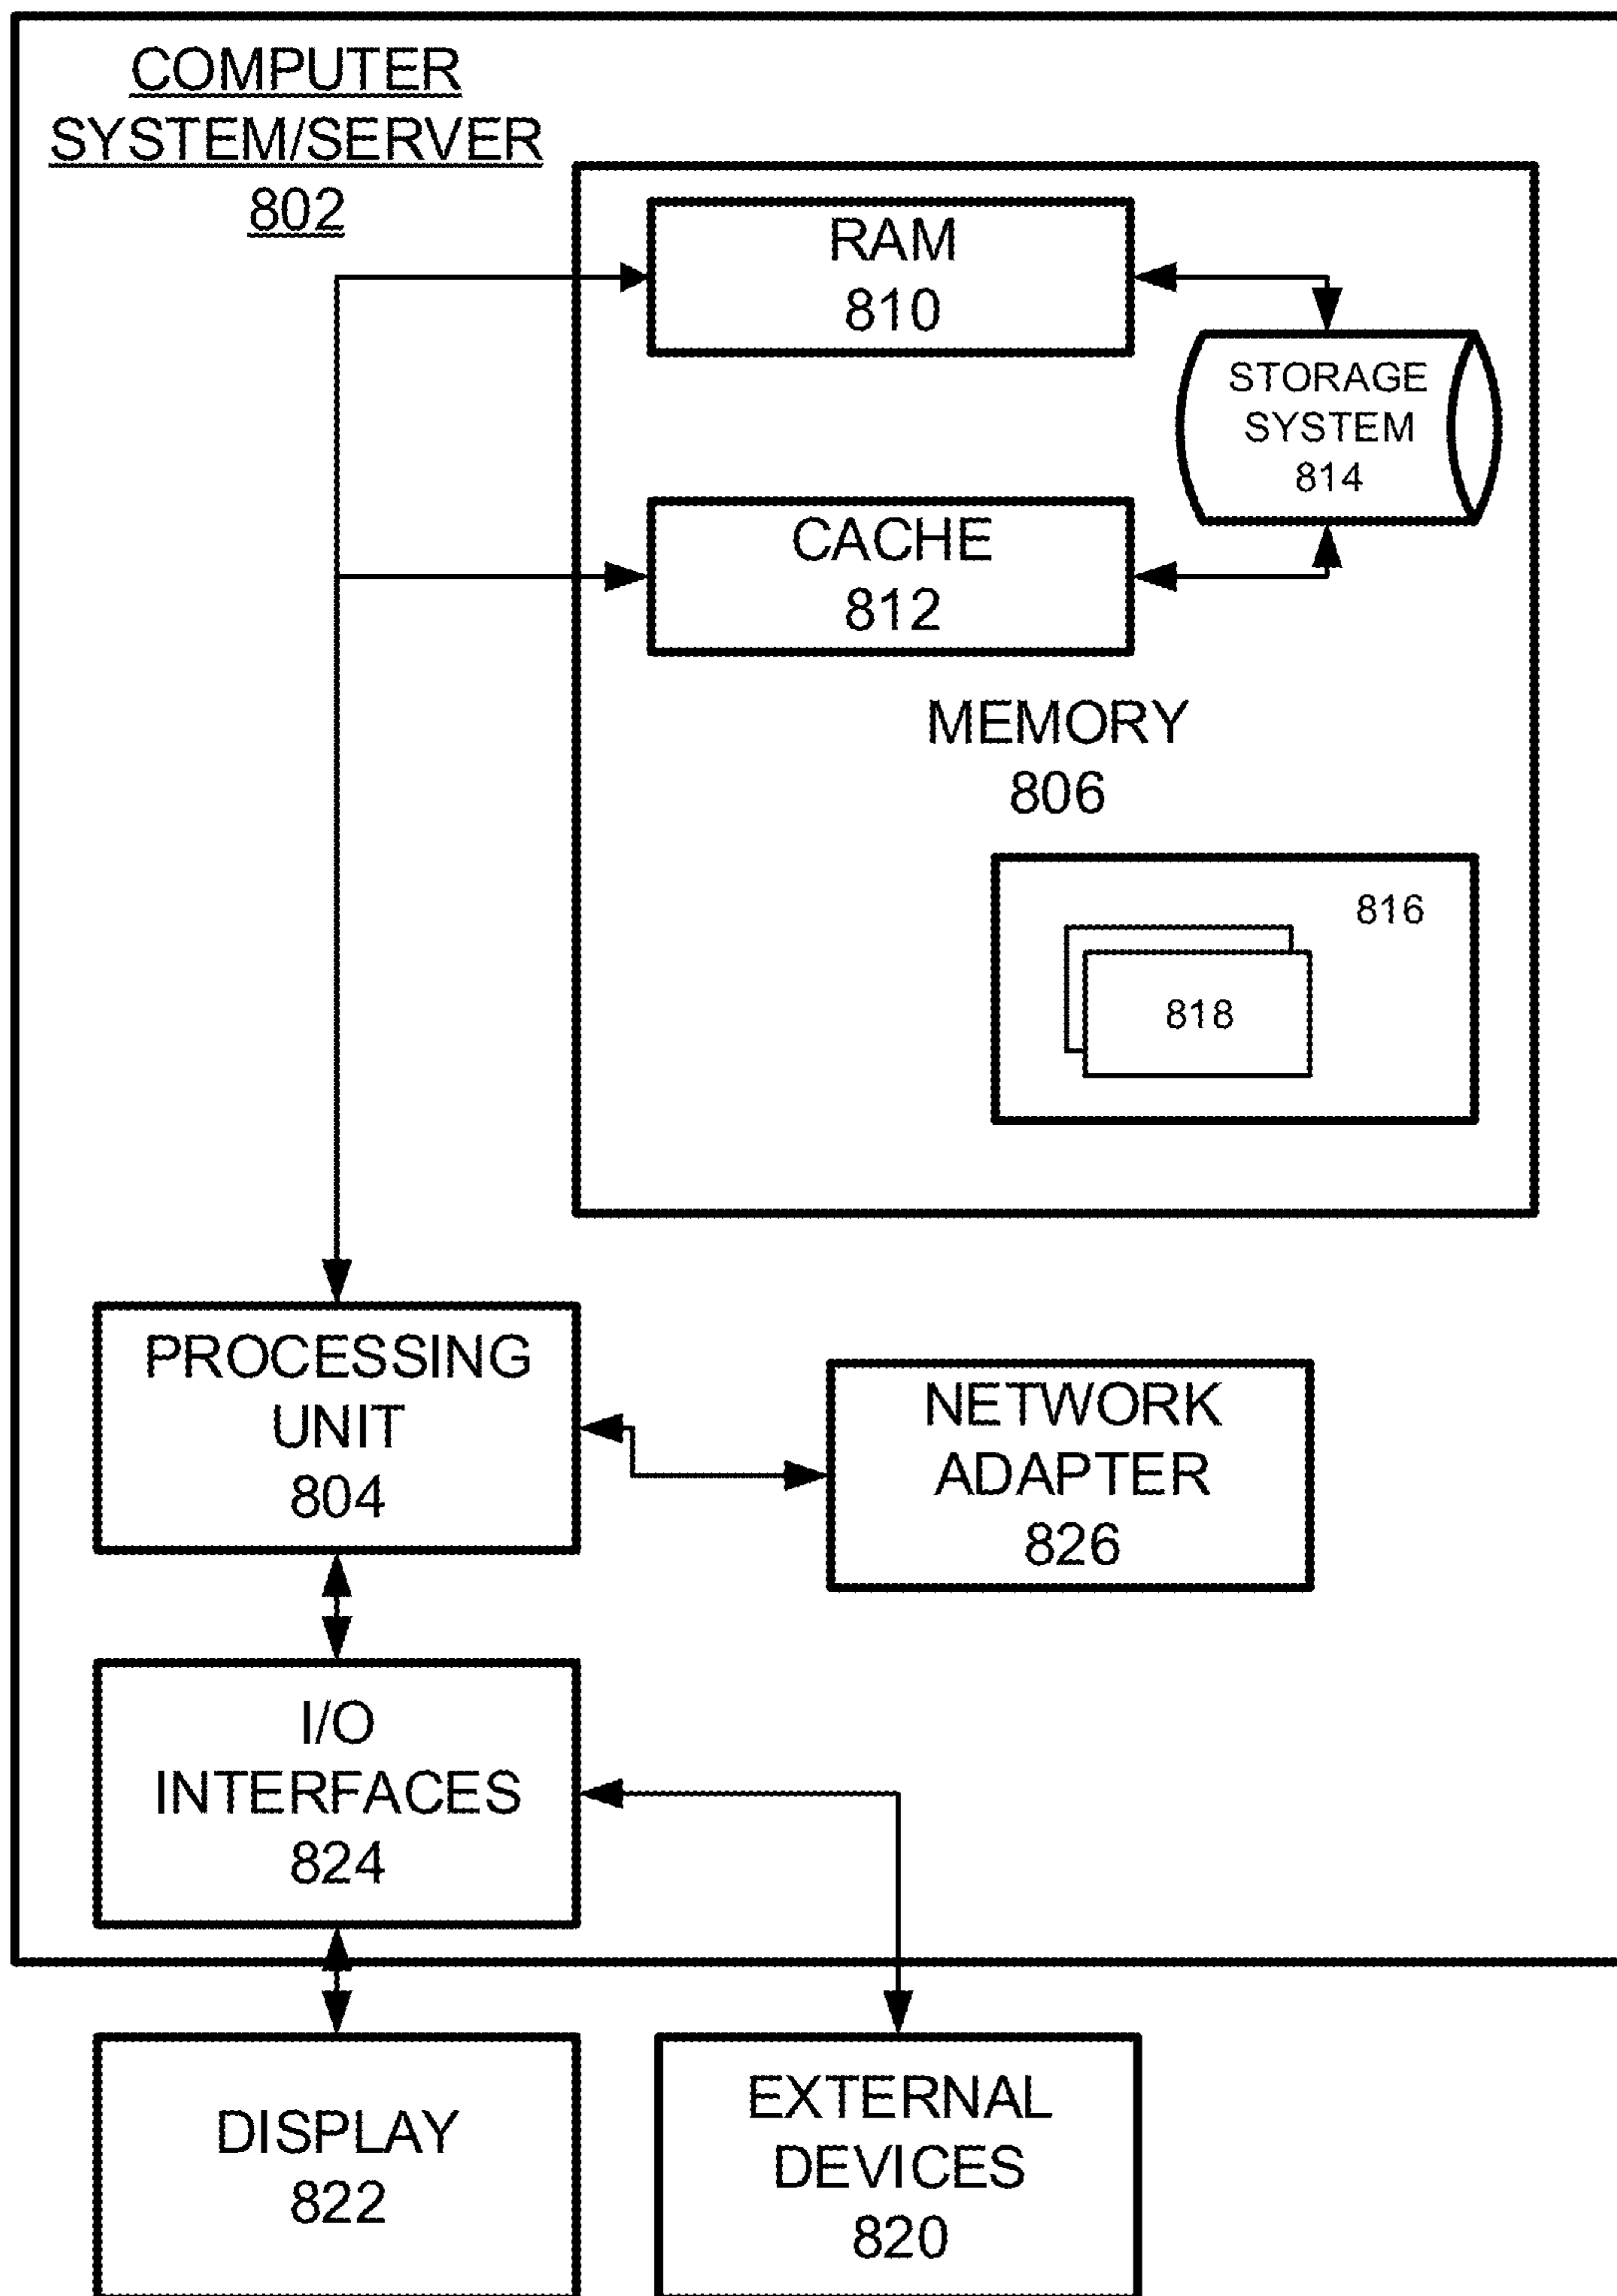 COMPUTER
SYSTEM/SERVER
802
RAM
810
STORAGE
SYSTEM
814
CACHE
812
MEMORY
806
816
818
PROCESSING
UNIT
804
NETWORK
ADAPTER
826
I/O
INTERFACES
824
DISPLAY
822
EXTERNAL
DEVICES
820